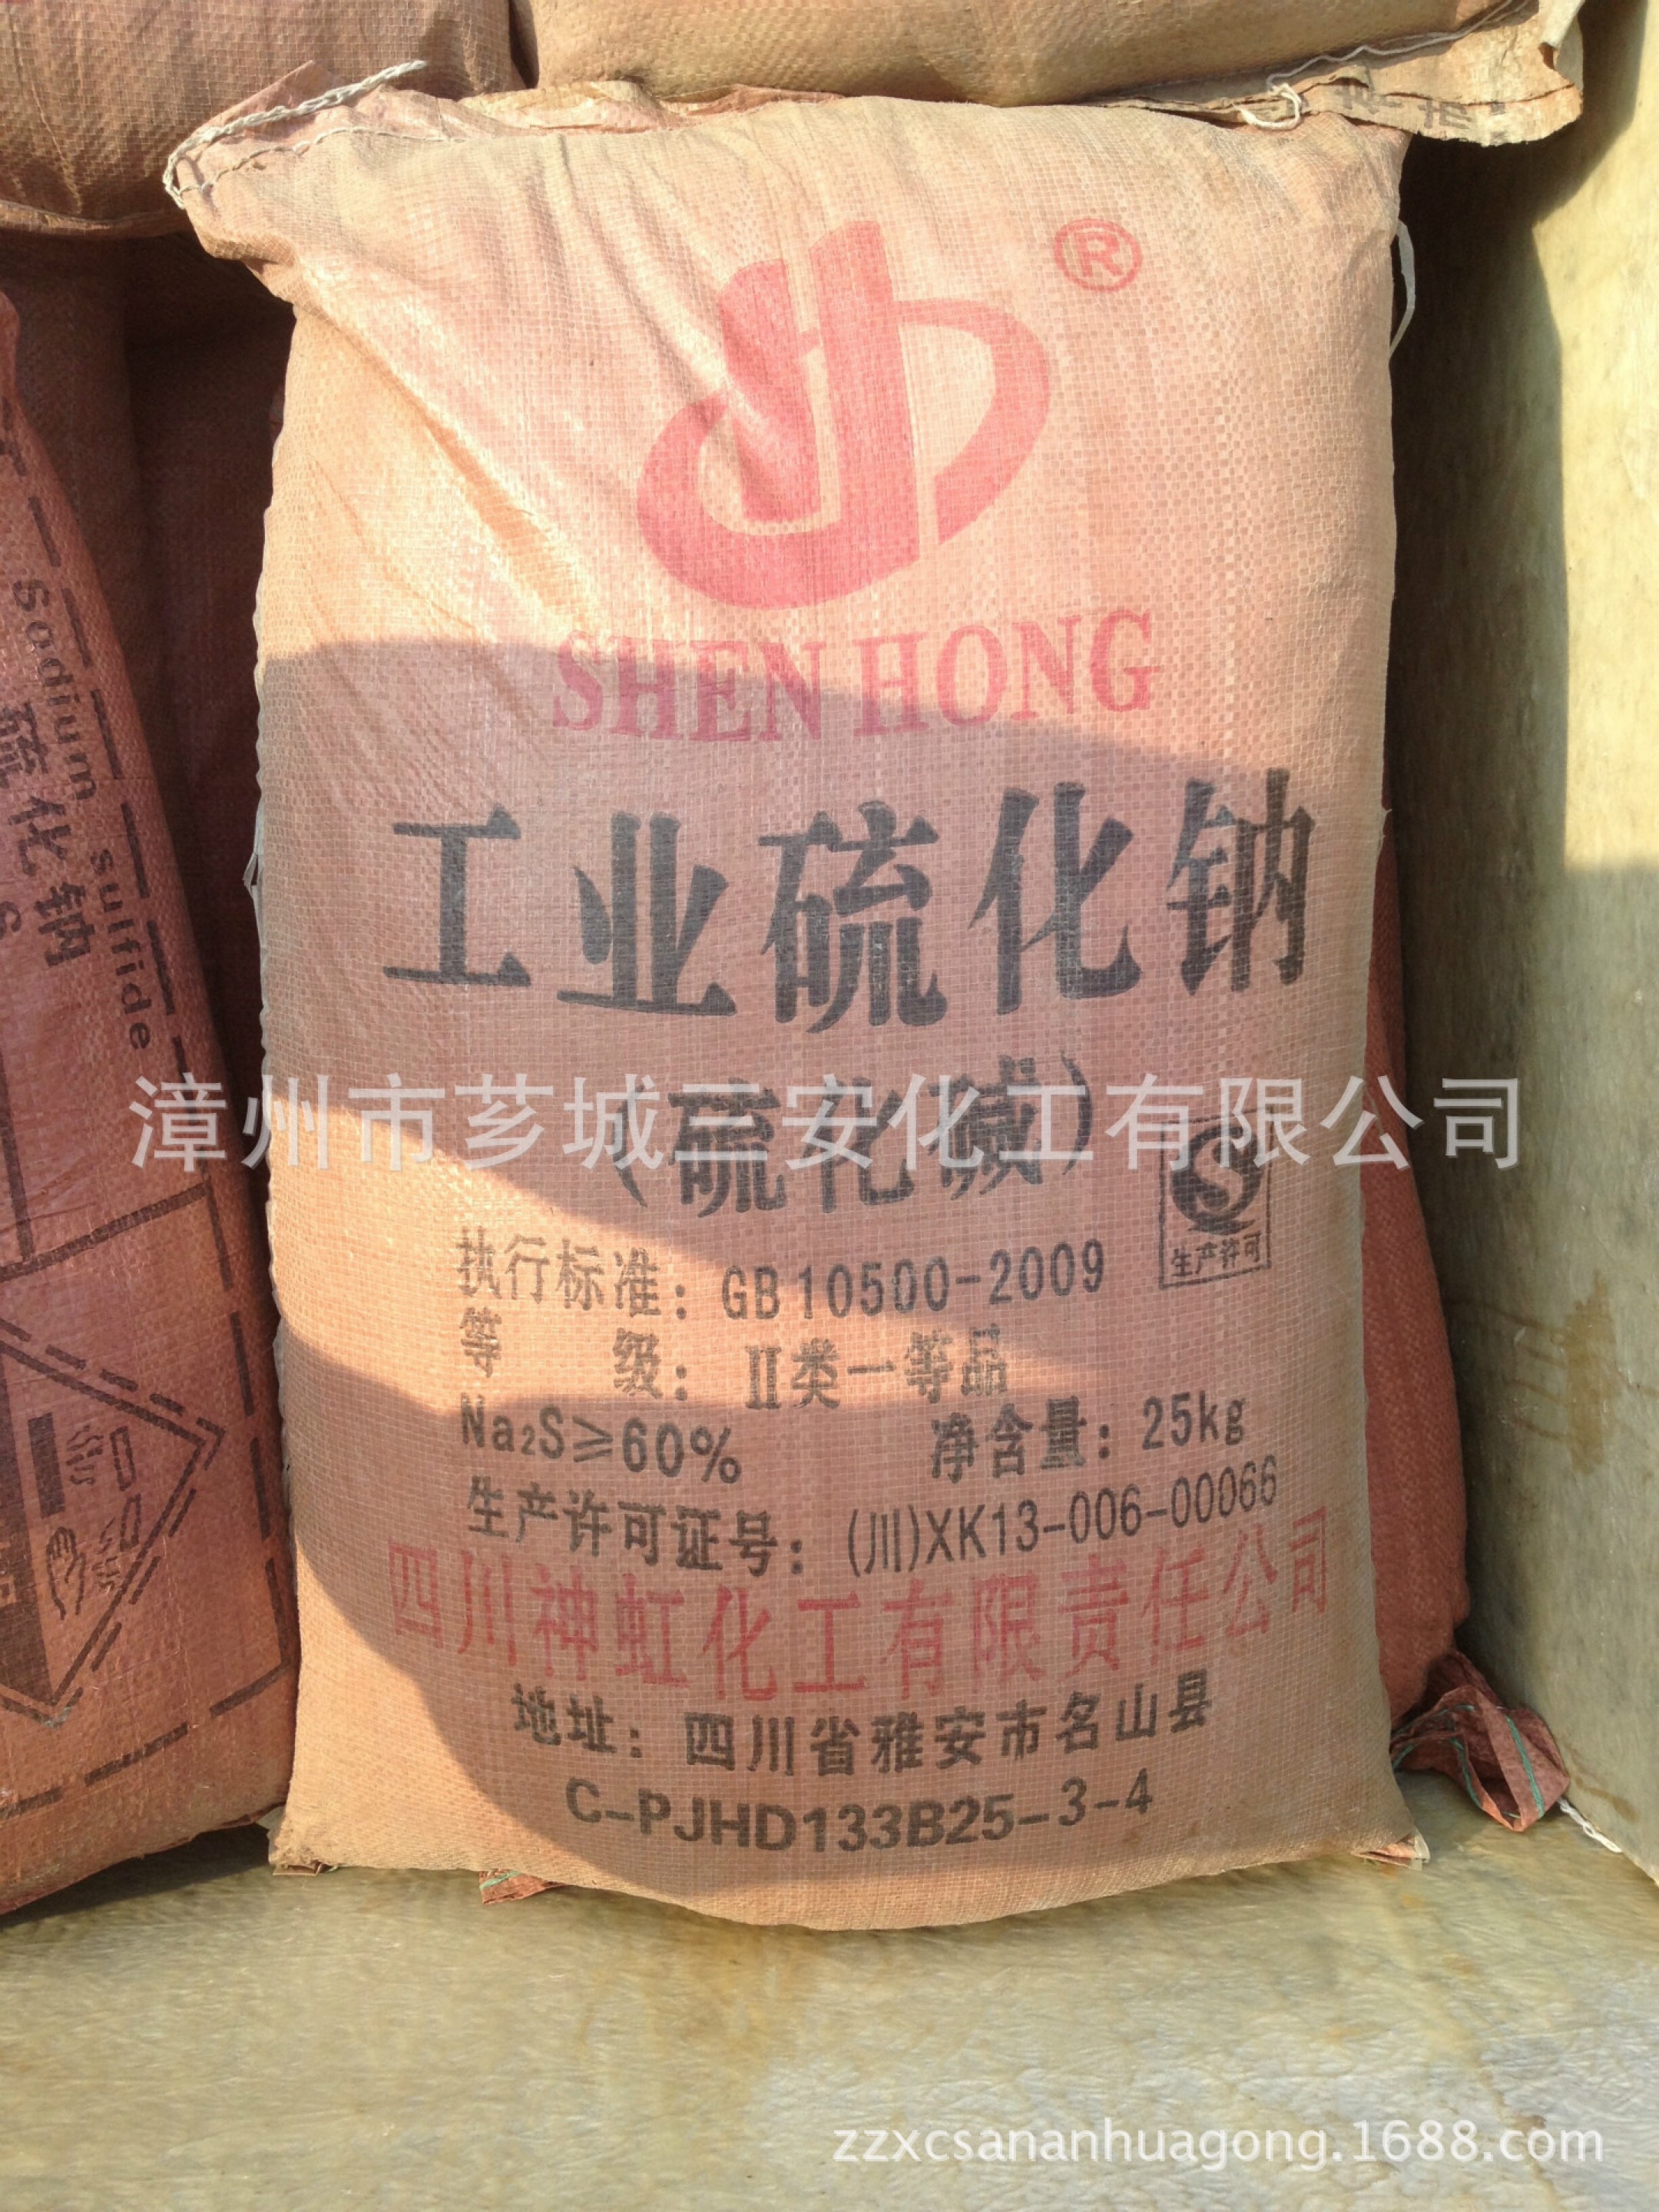 ®
SHEN HONG
工业硫化钠
(硫化碱)
生产许可
执行标准：GB10500-2009
等 级：Ⅱ类一等品
Na₂S≥60% 净含量：25kg
生产许可证号：(川)XK13-006-00066
四川神虹化工有限责任公司
地址：四川省雅安市名山县
C-PJHD133B25-3-4
Sodium sulfide
硫化钠
漳州市芗城三安化工有限公司
zzxcsananhuagong.1688.com